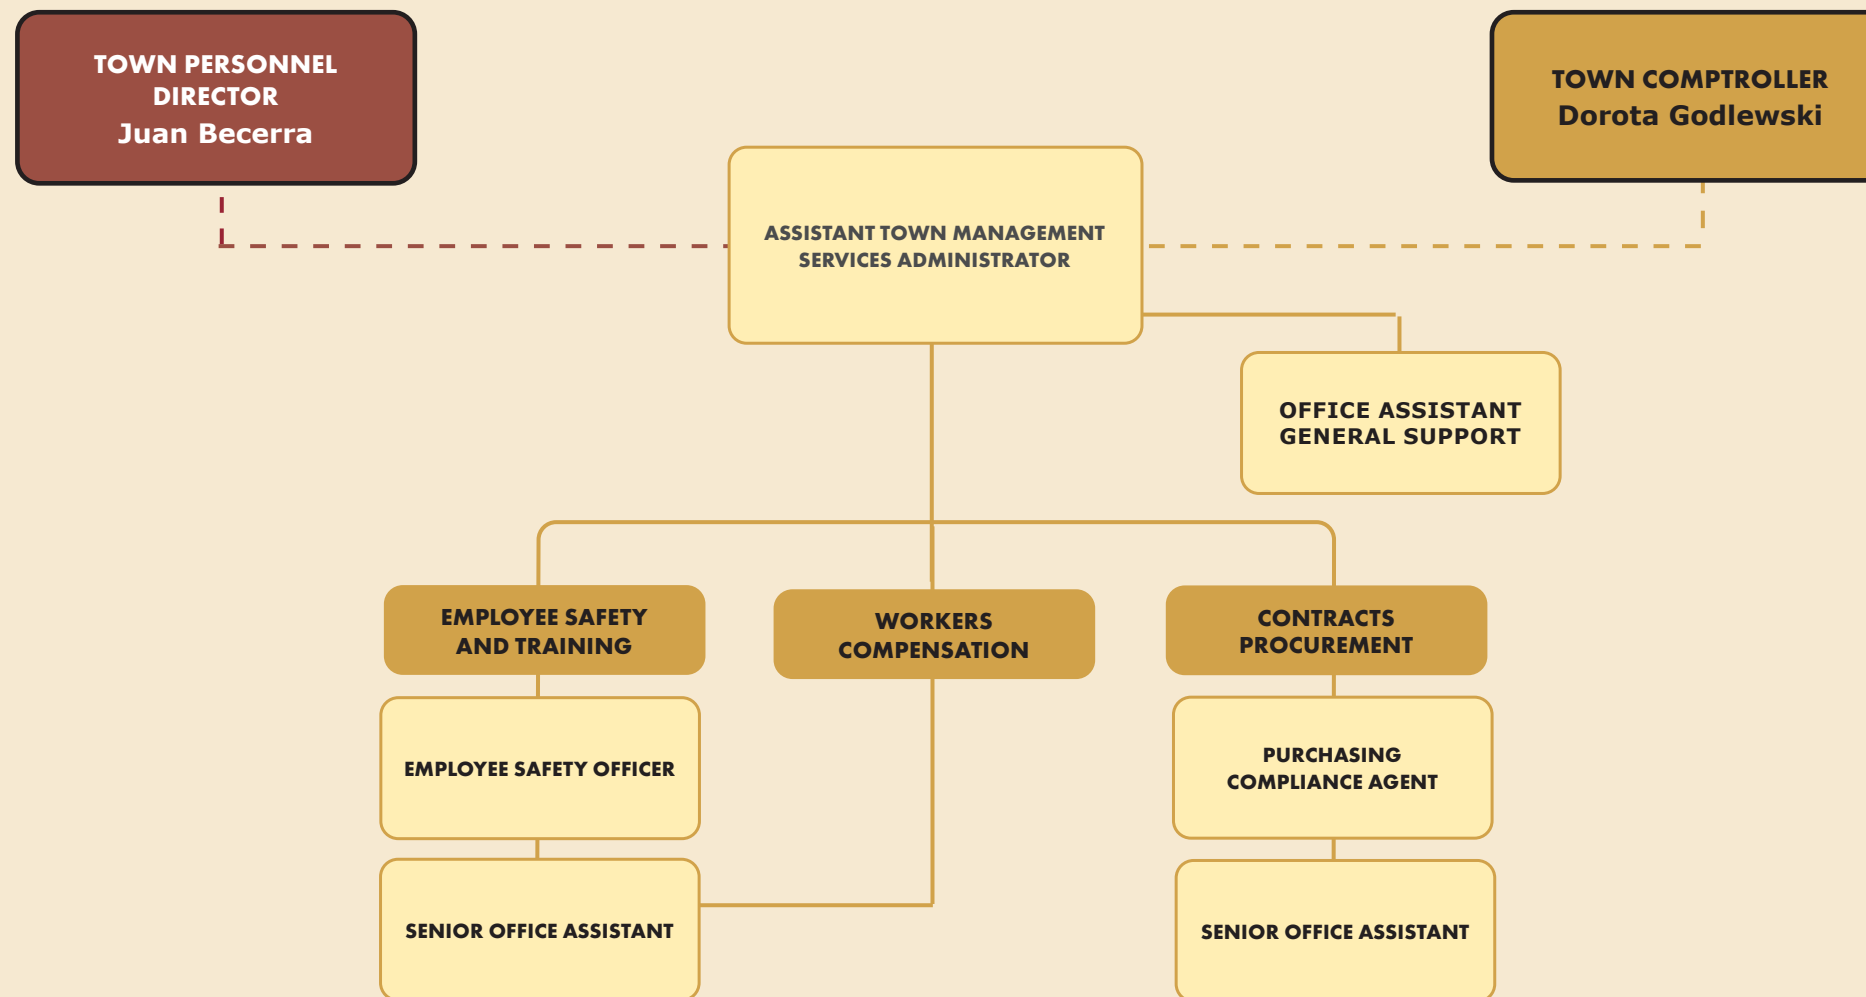 TOWN PERSONNEL
DIRECTOR
Juan Becerra
TOWN COMPTROLLER
Dorota Godlewski
ASSISTANT TOWN MANAGEMENT
SERVICES ADMINISTRATOR
OFFICE ASSISTANT
GENERAL SUPPORT
EMPLOYEE SAFETY
AND TRAINING
WORKERS
COMPENSATION
CONTRACTS
PROCUREMENT
EMPLOYEE SAFETY OFFICER
PURCHASING
COMPLIANCE AGENT
SENIOR OFFICE ASSISTANT
SENIOR OFFICE ASSISTANT